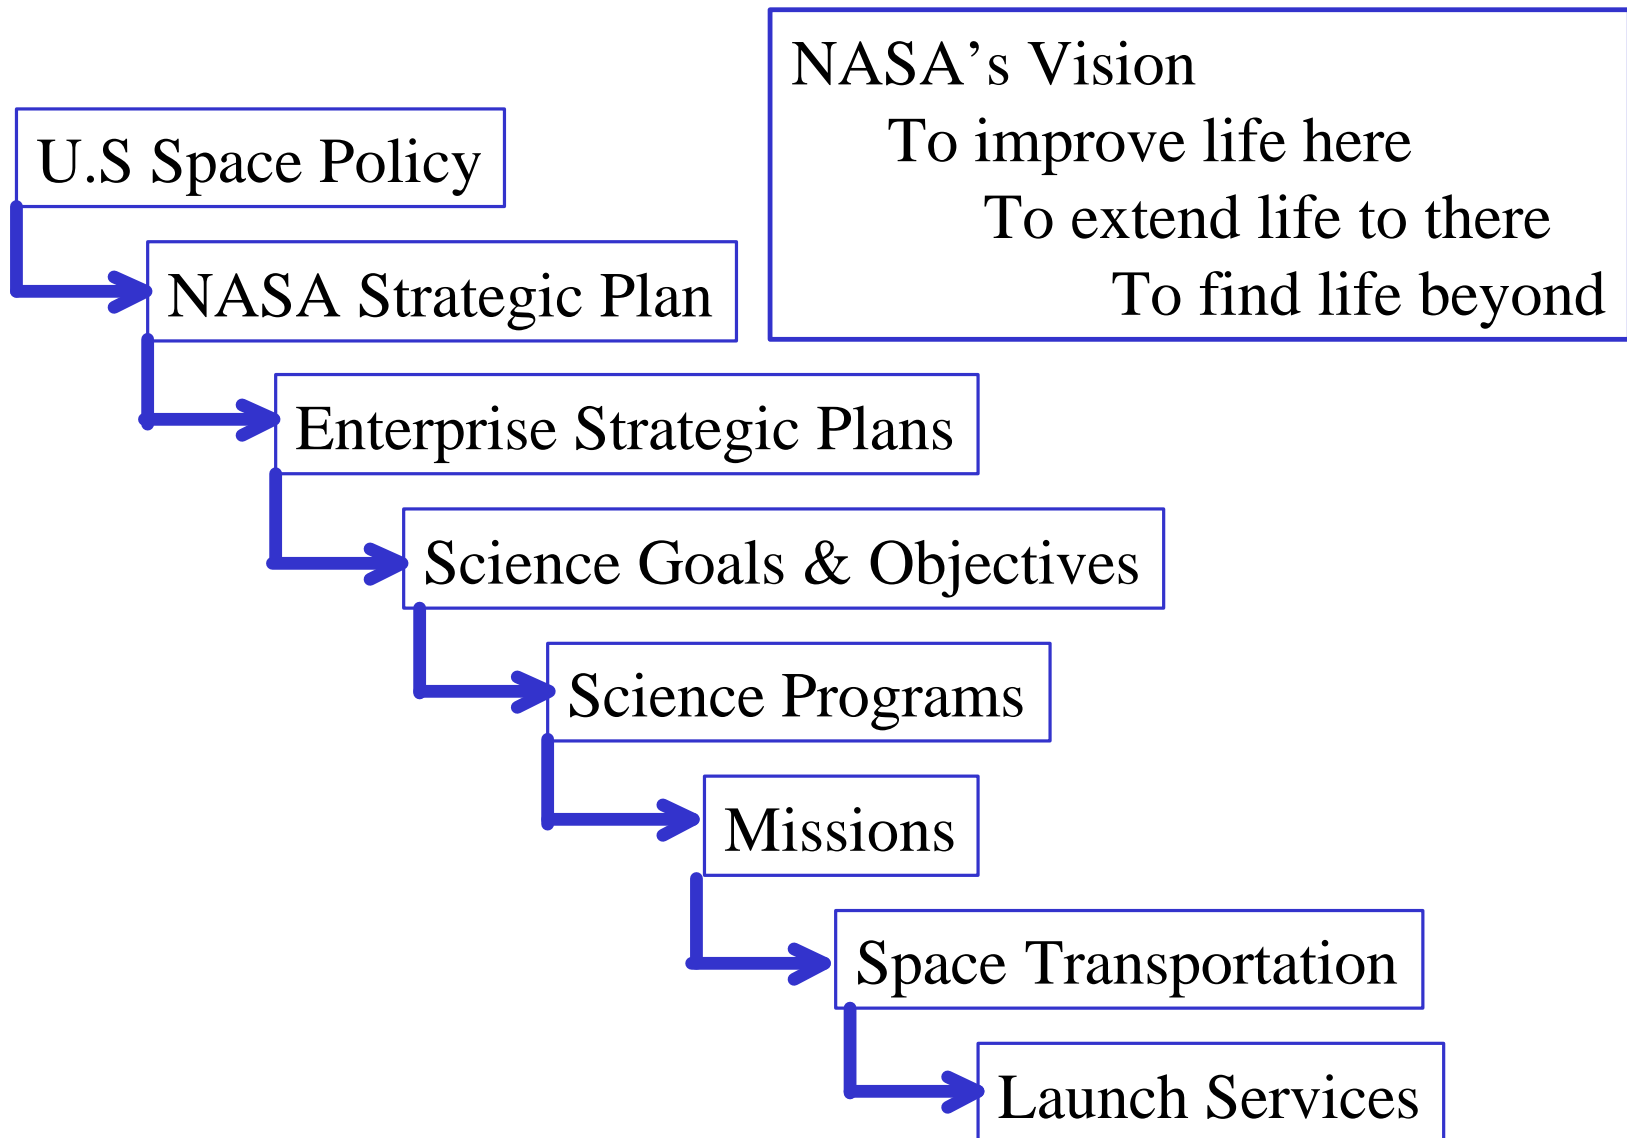 NASA’s Vision
To improve life here
To extend life to there
To find life beyond
U.S Space Policy
NASA Strategic Plan
Enterprise Strategic Plans
Science Goals & Objectives
Science Programs
Missions
Space Transportation
Launch Services